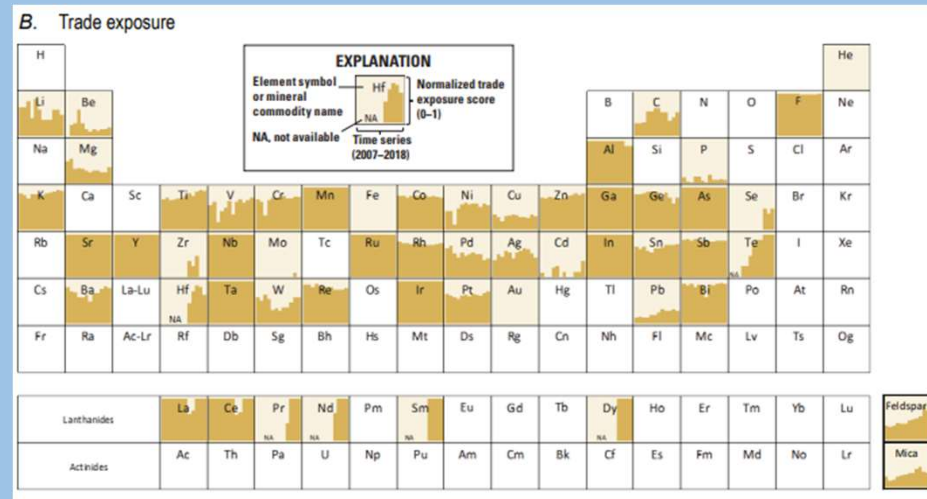 B. Trade exposure
H He
EXPLANATION
Element symbol
or mineral
commodity name
NA, not available
Hf
NA
Normalized trade
exposure score
(0–1)
Time series
(2007–2018)
Li Be B C N O F Ne
Na Mg Al Si P S Cl Ar
K Ca Sc Ti V Cr Mn Fe Co Ni Cu Zn Ga Ge As Se Br Kr
Rb Sr Y Zr Nb Mo Tc Ru Rh Pd Ag Cd In Sn Sb Te I Xe
NA
Cs Ba La-Lu Hf Ta W Re Os Ir Pt Au Hg Tl Pb Bi Po At Rn
NA
Fr Ra Ac-Lr Rf Db Sg Bh Hs Mt Ds Rg Cn Nh Fl Mc Lv Ts Og
Lanthanides La Ce Pr Nd Pm Sm Eu Gd Tb Dy Ho Er Tm Yb Lu
NA NA NA NA
Actinides Ac Th Pa U Np Pu Am Cm Bk Cf Es Fm Md No Lr
Feldspar
Mica